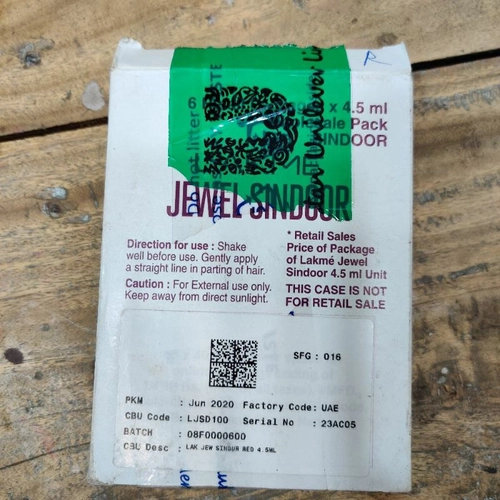 R
6
x 4.5 ml
Pack
SINDOOR
JEWEL SINDOOR
Direction for use : Shake
well before use. Gently apply
a straight line in parting of hair.
Caution : For External use only.
Keep away from direct sunlight.
* Retail Sales
Price of Package
of Lakmé Jewel
Sindoor 4.5 ml Unit
THIS CASE IS NOT
FOR RETAIL SALE
SFG : 016
PKM : Jun 2020 Factory Code: UAE
CBU Code : LJSD100 Serial No : 23AC05
BATCH : 08F0000600
CBU Desc : LAK JEW SINDUR RED 4.5ML